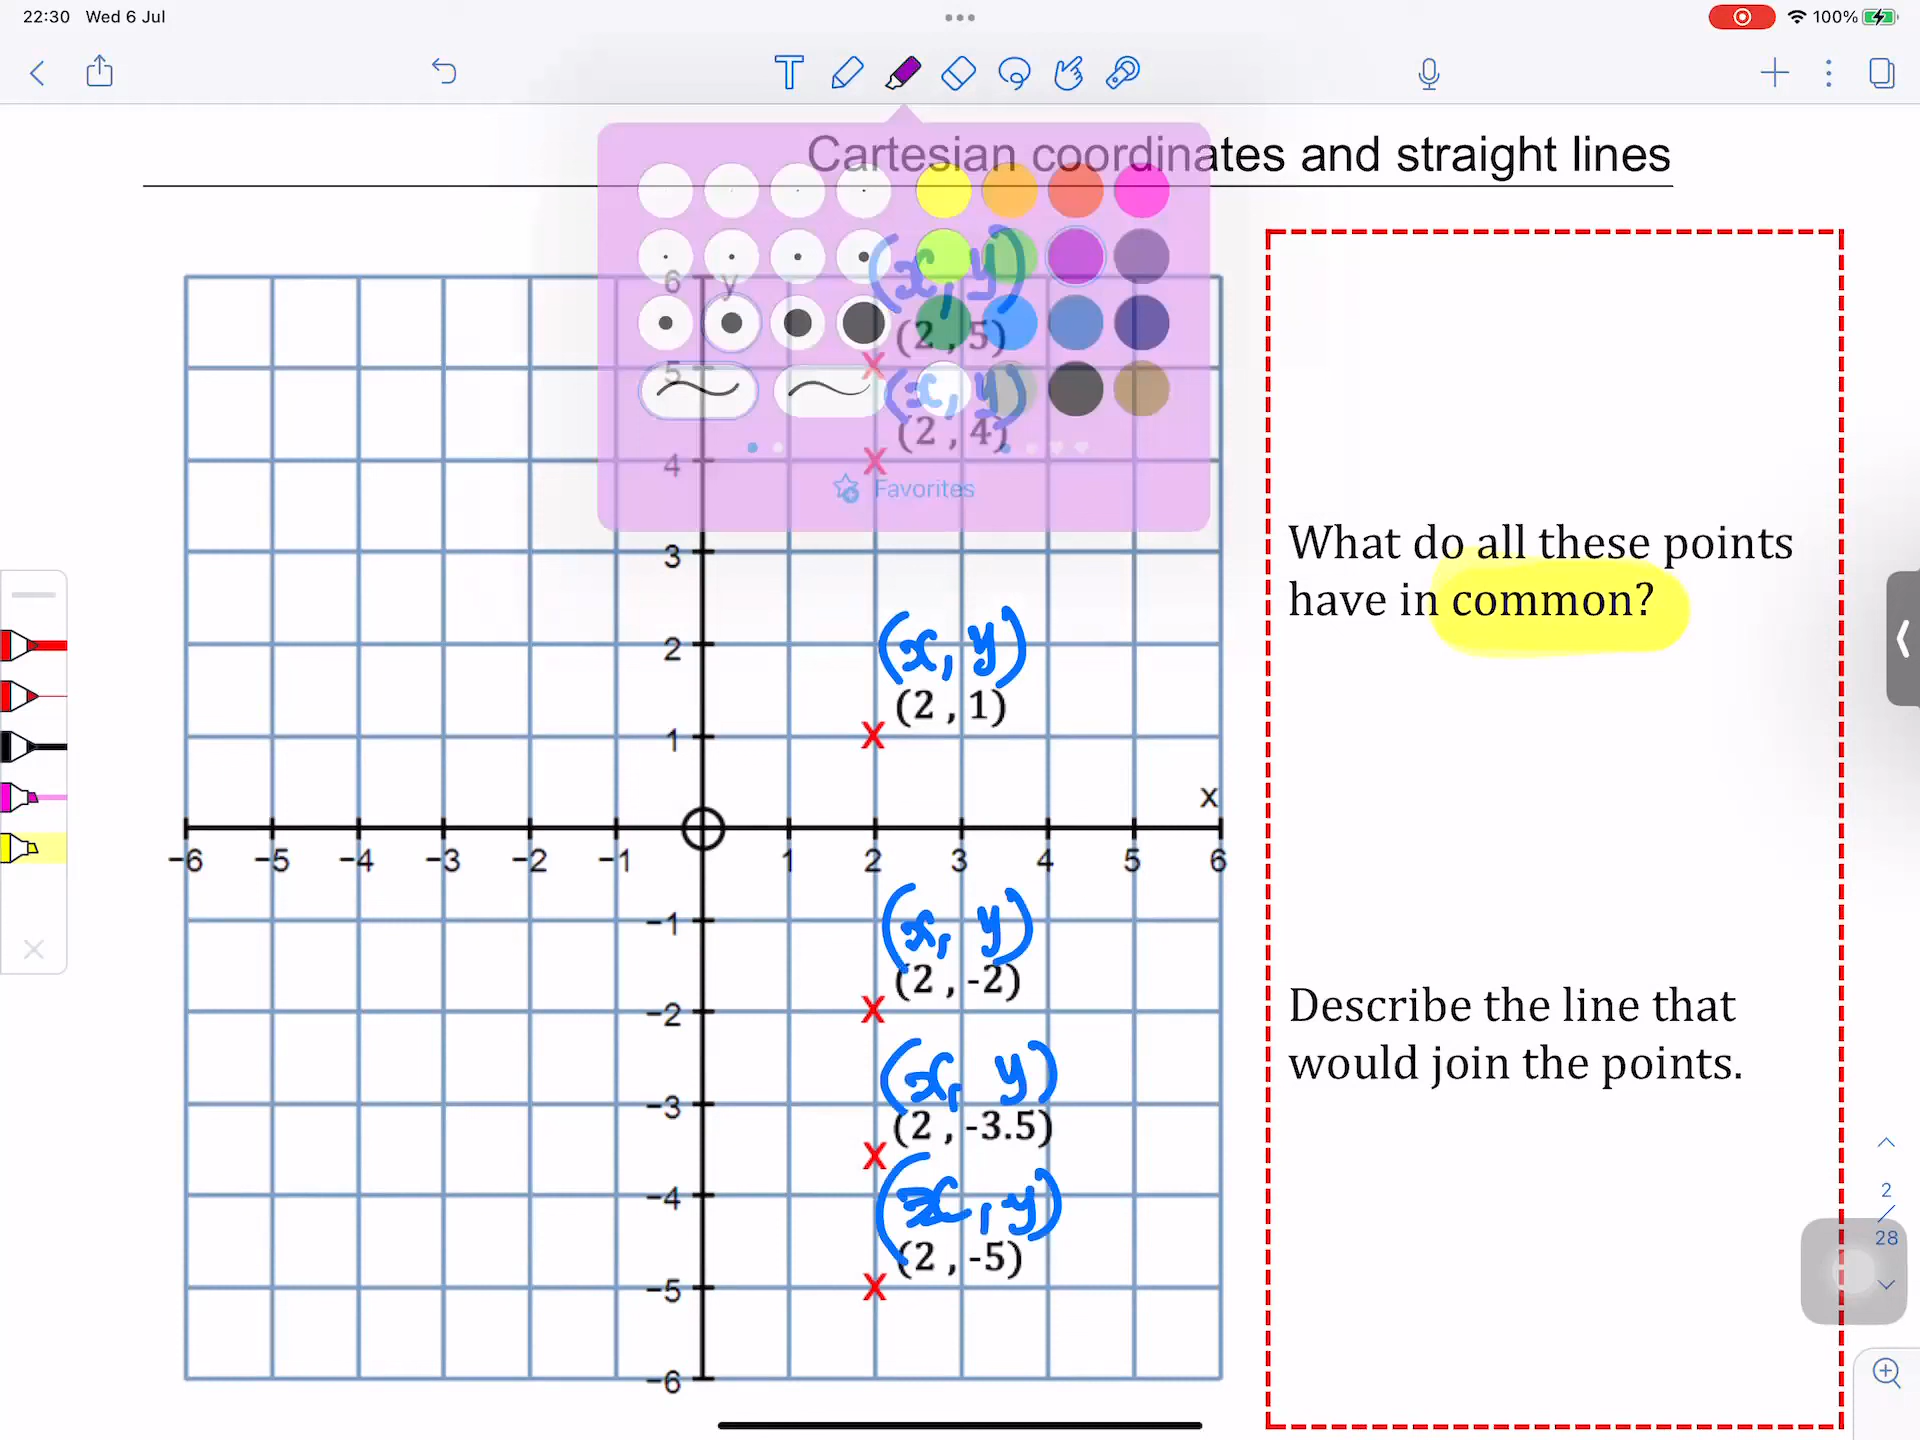 22:30 Wed 6 Jul
100%
T
Cartesian coordinates and straight lines
Favorites
y
x
6
5
4
3
2
1
-6 -5 -4 -3 -2 -1 1 2 3 4 5 6
-1
-2
-3
-4
-5
-6
(x, y)
(2 , 5)
(x, y)
(2 , 4)
(x, y)
(2 , 1)
(x, y)
(2 , -2)
(x, y)
(2 , -3.5)
(x, y)
(2 , -5)
What do all these points
have in common?
Describe the line that
would join the points.
2
/
28